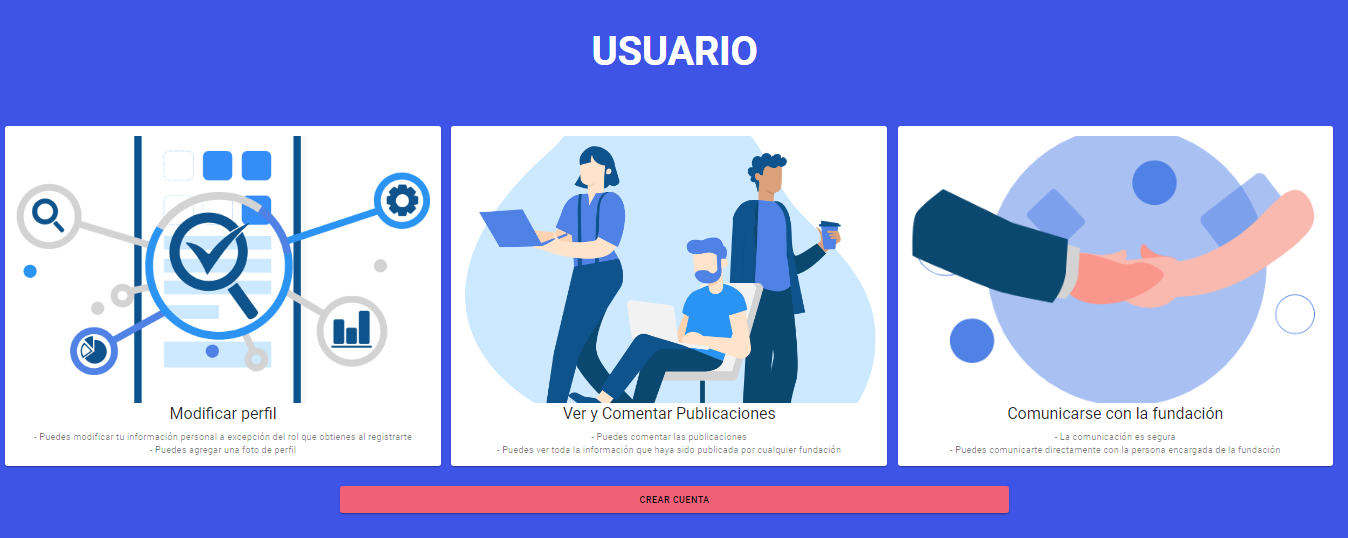 USUARIO
Modificar perfil
- Puedes modificar tu información personal a excepción del rol que obtienes al registrarte
- Puedes agregar una foto de perfil
Ver y Comentar Publicaciones
- Puedes comentar las publicaciones
- Puedes ver toda la información que haya sido publicada por cualquier fundación
Comunicarse con la fundación
- La comunicación es segura
- Puedes comunicarte directamente con la persona encargada de la fundación
CREAR CUENTA